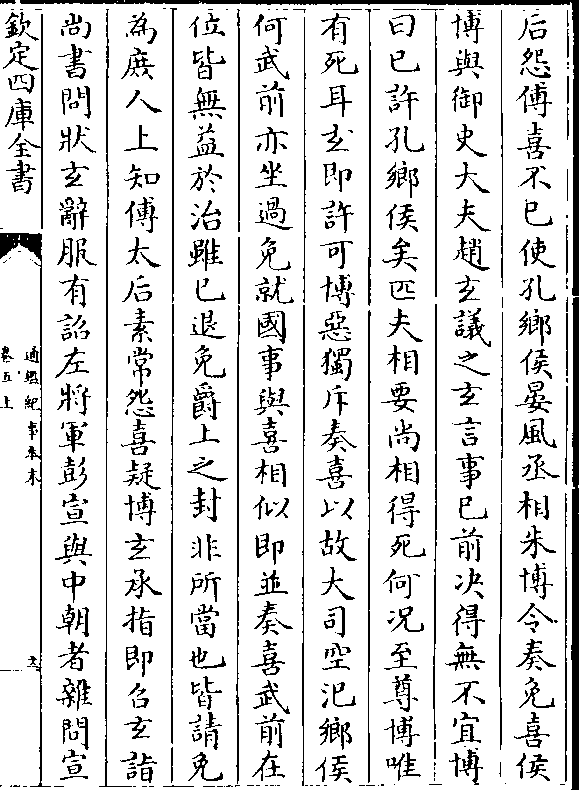 后怨傅喜不已使孔鄉侯晏風丞相朱博令奏免喜侯
博與御史大夫趙玄議之玄言事已前决得無不宜博
曰已許孔鄉侯矣匹夫相要尚相得死何况至尊博唯
有死耳玄即許可博惡獨斥奏喜以故大司空汜鄉侯
何武前亦坐過免就國事與喜相似即並奏喜武前在
位皆無益於治雖已退免爵土之封非所當也皆請免
為庶人上知傅太后素常怨喜疑博玄承指即召玄詣
尚書問狀玄辭服有詔左將軍彭宣與中朝者雜問宣
欽定四庫全書
通鑑紀事本末
卷五上